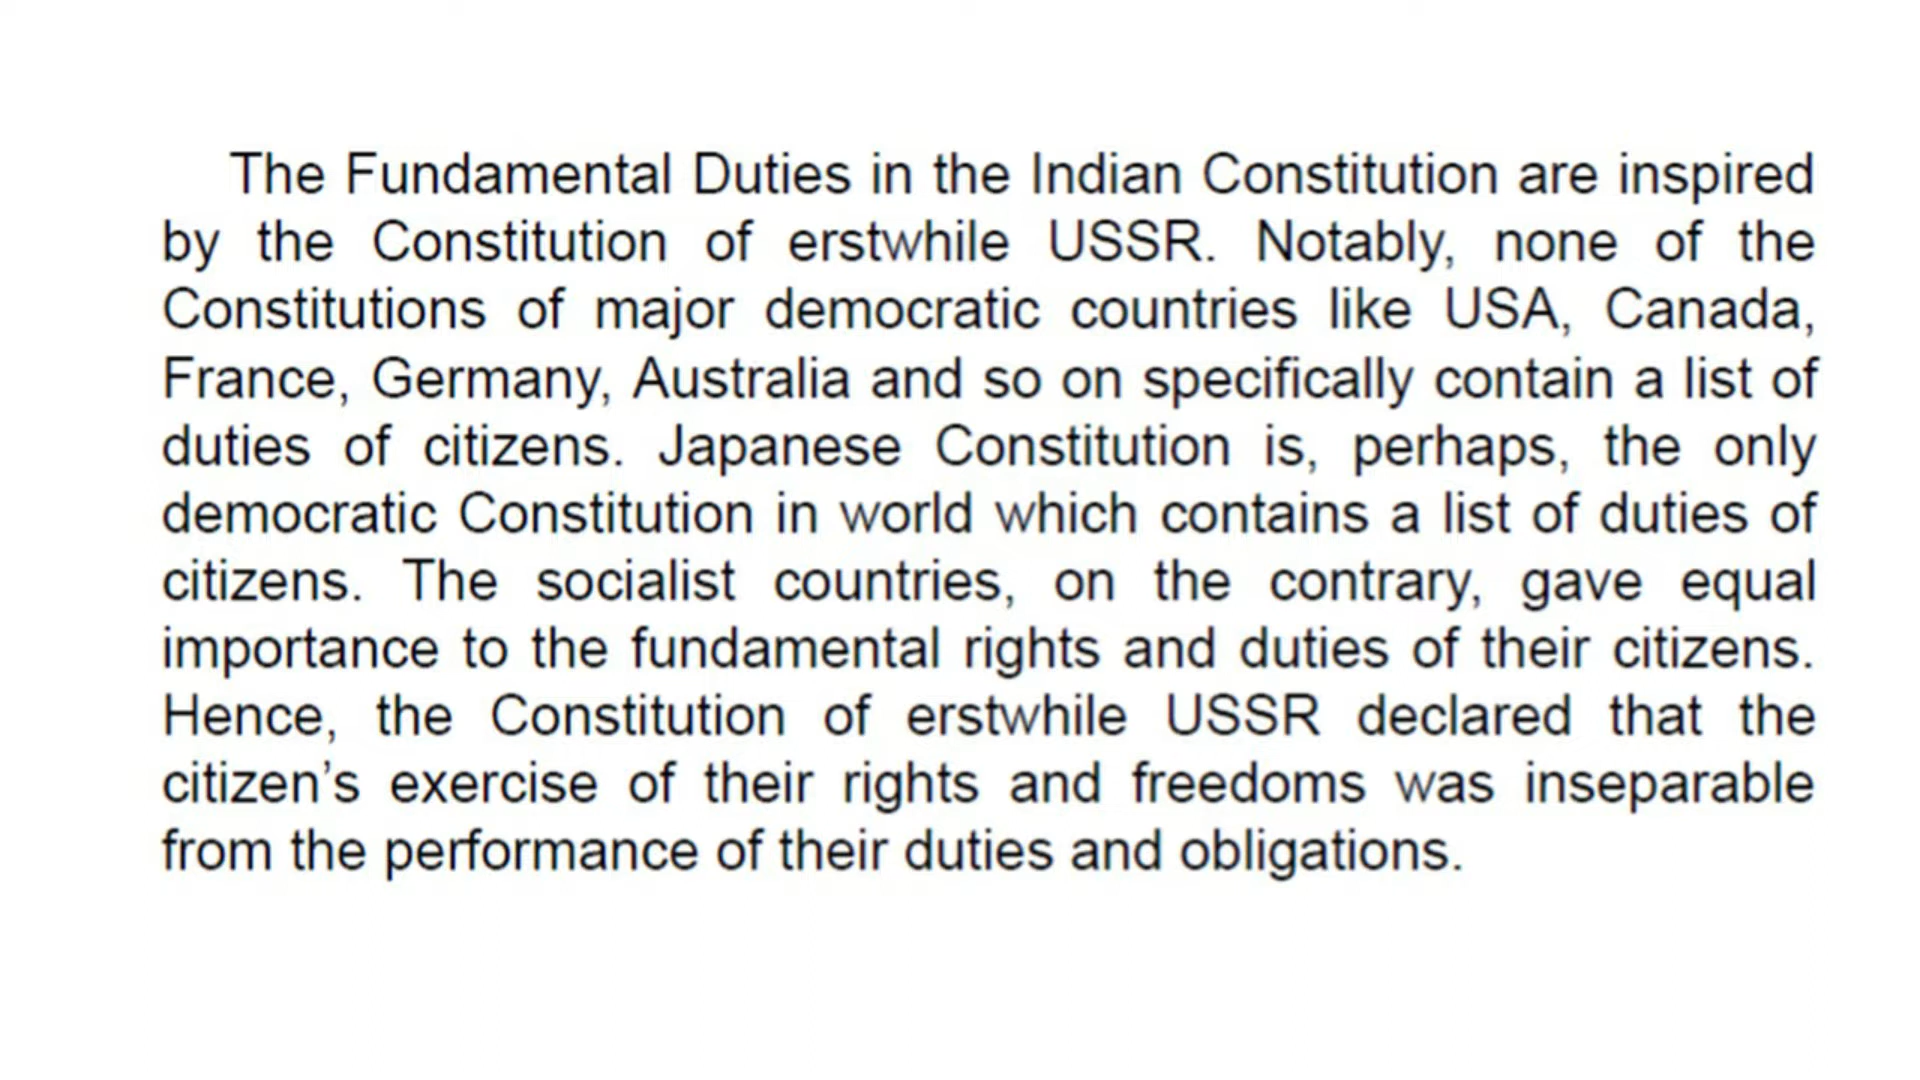 The Fundamental Duties in the Indian Constitution are inspired
by the Constitution of erstwhile USSR. Notably, none of the
Constitutions of major democratic countries like USA, Canada,
France, Germany, Australia and so on specifically contain a list of
duties of citizens. Japanese Constitution is, perhaps, the only
democratic Constitution in world which contains a list of duties of
citizens. The socialist countries, on the contrary, gave equal
importance to the fundamental rights and duties of their citizens.
Hence, the Constitution of erstwhile USSR declared that the
citizen’s exercise of their rights and freedoms was inseparable
from the performance of their duties and obligations.